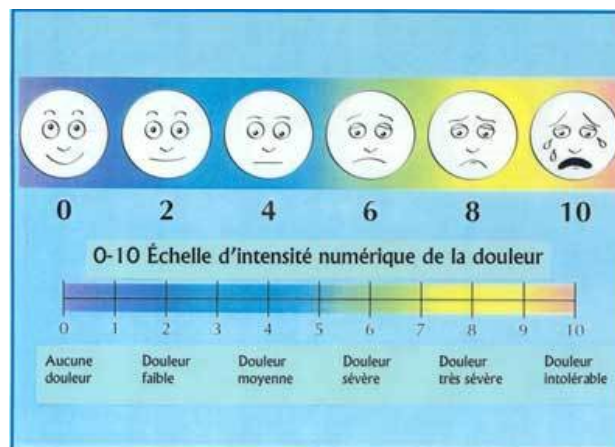 0 2 4 6 8 10
0-10 Échelle d'intensité numérique de la douleur
0 1 2 3 4 5 6 7 8 9 10
Aucune douleur
Douleur faible
Douleur moyenne
Douleur sévère
Douleur très sévère
Douleur intolérable